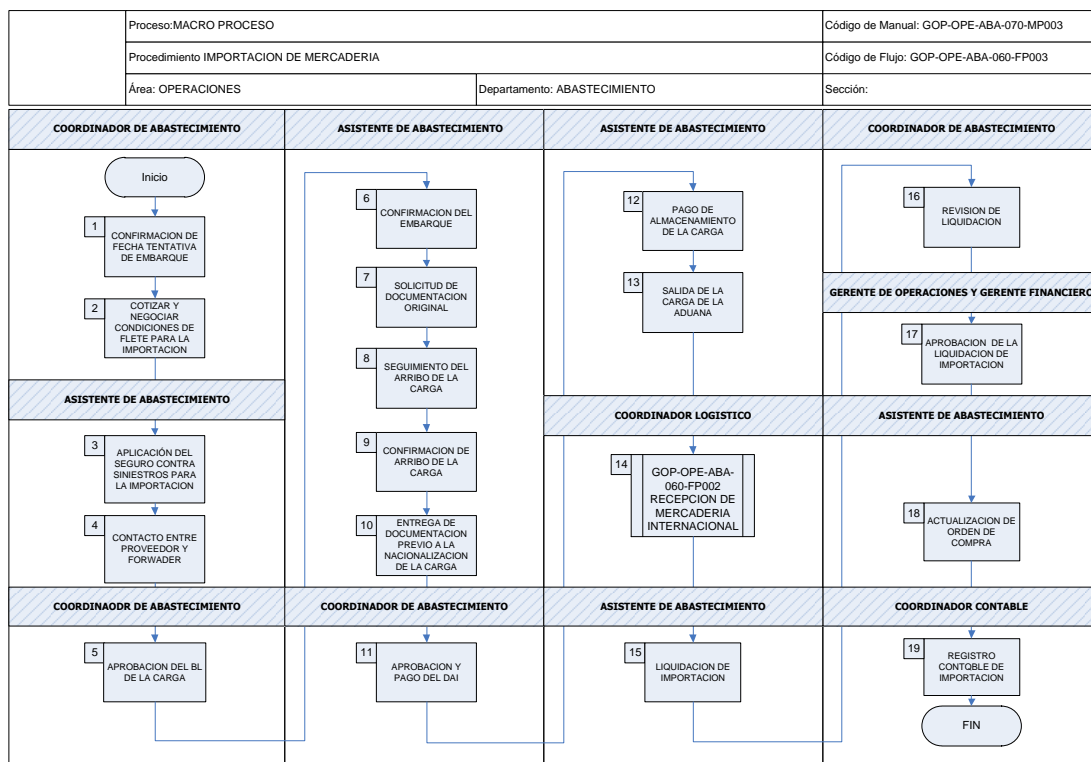 Proceso:MACRO PROCESO
Código de Manual: GOP-OPE-ABA-070-MP003
Procedimiento IMPORTACION DE MERCADERIA
Código de Flujo: GOP-OPE-ABA-060-FP003
Área: OPERACIONES
Departamento: ABASTECIMIENTO
Sección:
COORDINADOR DE ABASTECIMIENTO
Inicio
1
CONFIRMACION DE
FECHA TENTATIVA
DE EMBARQUE
2
COTIZAR Y
NEGOCIAR
CONDICIONES DE
FLETE PARA LA
IMPORTACION
ASISTENTE DE ABASTECIMIENTO
3
APLICACIÓN DEL
SEGURO CONTRA
SINIESTROS PARA
LA IMPORTACION
4
CONTACTO ENTRE
PROVEEDOR Y
FORWADER
COORDINAODR DE ABASTECIMIENTO
5
APROBACION DEL BL
DE LA CARGA
ASISTENTE DE ABASTECIMIENTO
6
CONFIRMACION DEL
EMBARQUE
7
SOLICITUD DE
DOCUMENTACION
ORIGINAL
8
SEGUIMIENTO DEL
ARRIBO DE LA
CARGA
9
CONFIRMACION DE
ARRIBO DE LA
CARGA
10
ENTREGA DE
DOCUMENTACION
PREVIO A LA
NACIONALIZACION
DE LA CARGA
COORDINADOR DE ABASTECIMIENTO
11
APROBACION Y
PAGO DEL DAI
ASISTENTE DE ABASTECIMIENTO
12
PAGO DE
ALMACENAMIENTO
DE LA CARGA
13
SALIDA DE LA
CARGA DE LA
ADUANA
COORDINADOR LOGISTICO
14
GOP-OPE-ABA-
060-FP002
RECEPCION DE
MERCADERIA
INTERNACIONAL
ASISTENTE DE ABASTECIMIENTO
15
LIQUIDACION DE
IMPORTACION
COORDINADOR DE ABASTECIMIENTO
16
REVISION DE
LIQUIDACION
GERENTE DE OPERACIONES Y GERENTE FINANCIERO
17
APROBACION DE LA
LIQUIDACION DE
IMPORTACION
ASISTENTE DE ABASTECIMIENTO
18
ACTUALIZACION DE
ORDEN DE
COMPRA
COORDINADOR CONTABLE
19
REGISTRO
CONTQBLE DE
IMPORTACION
FIN